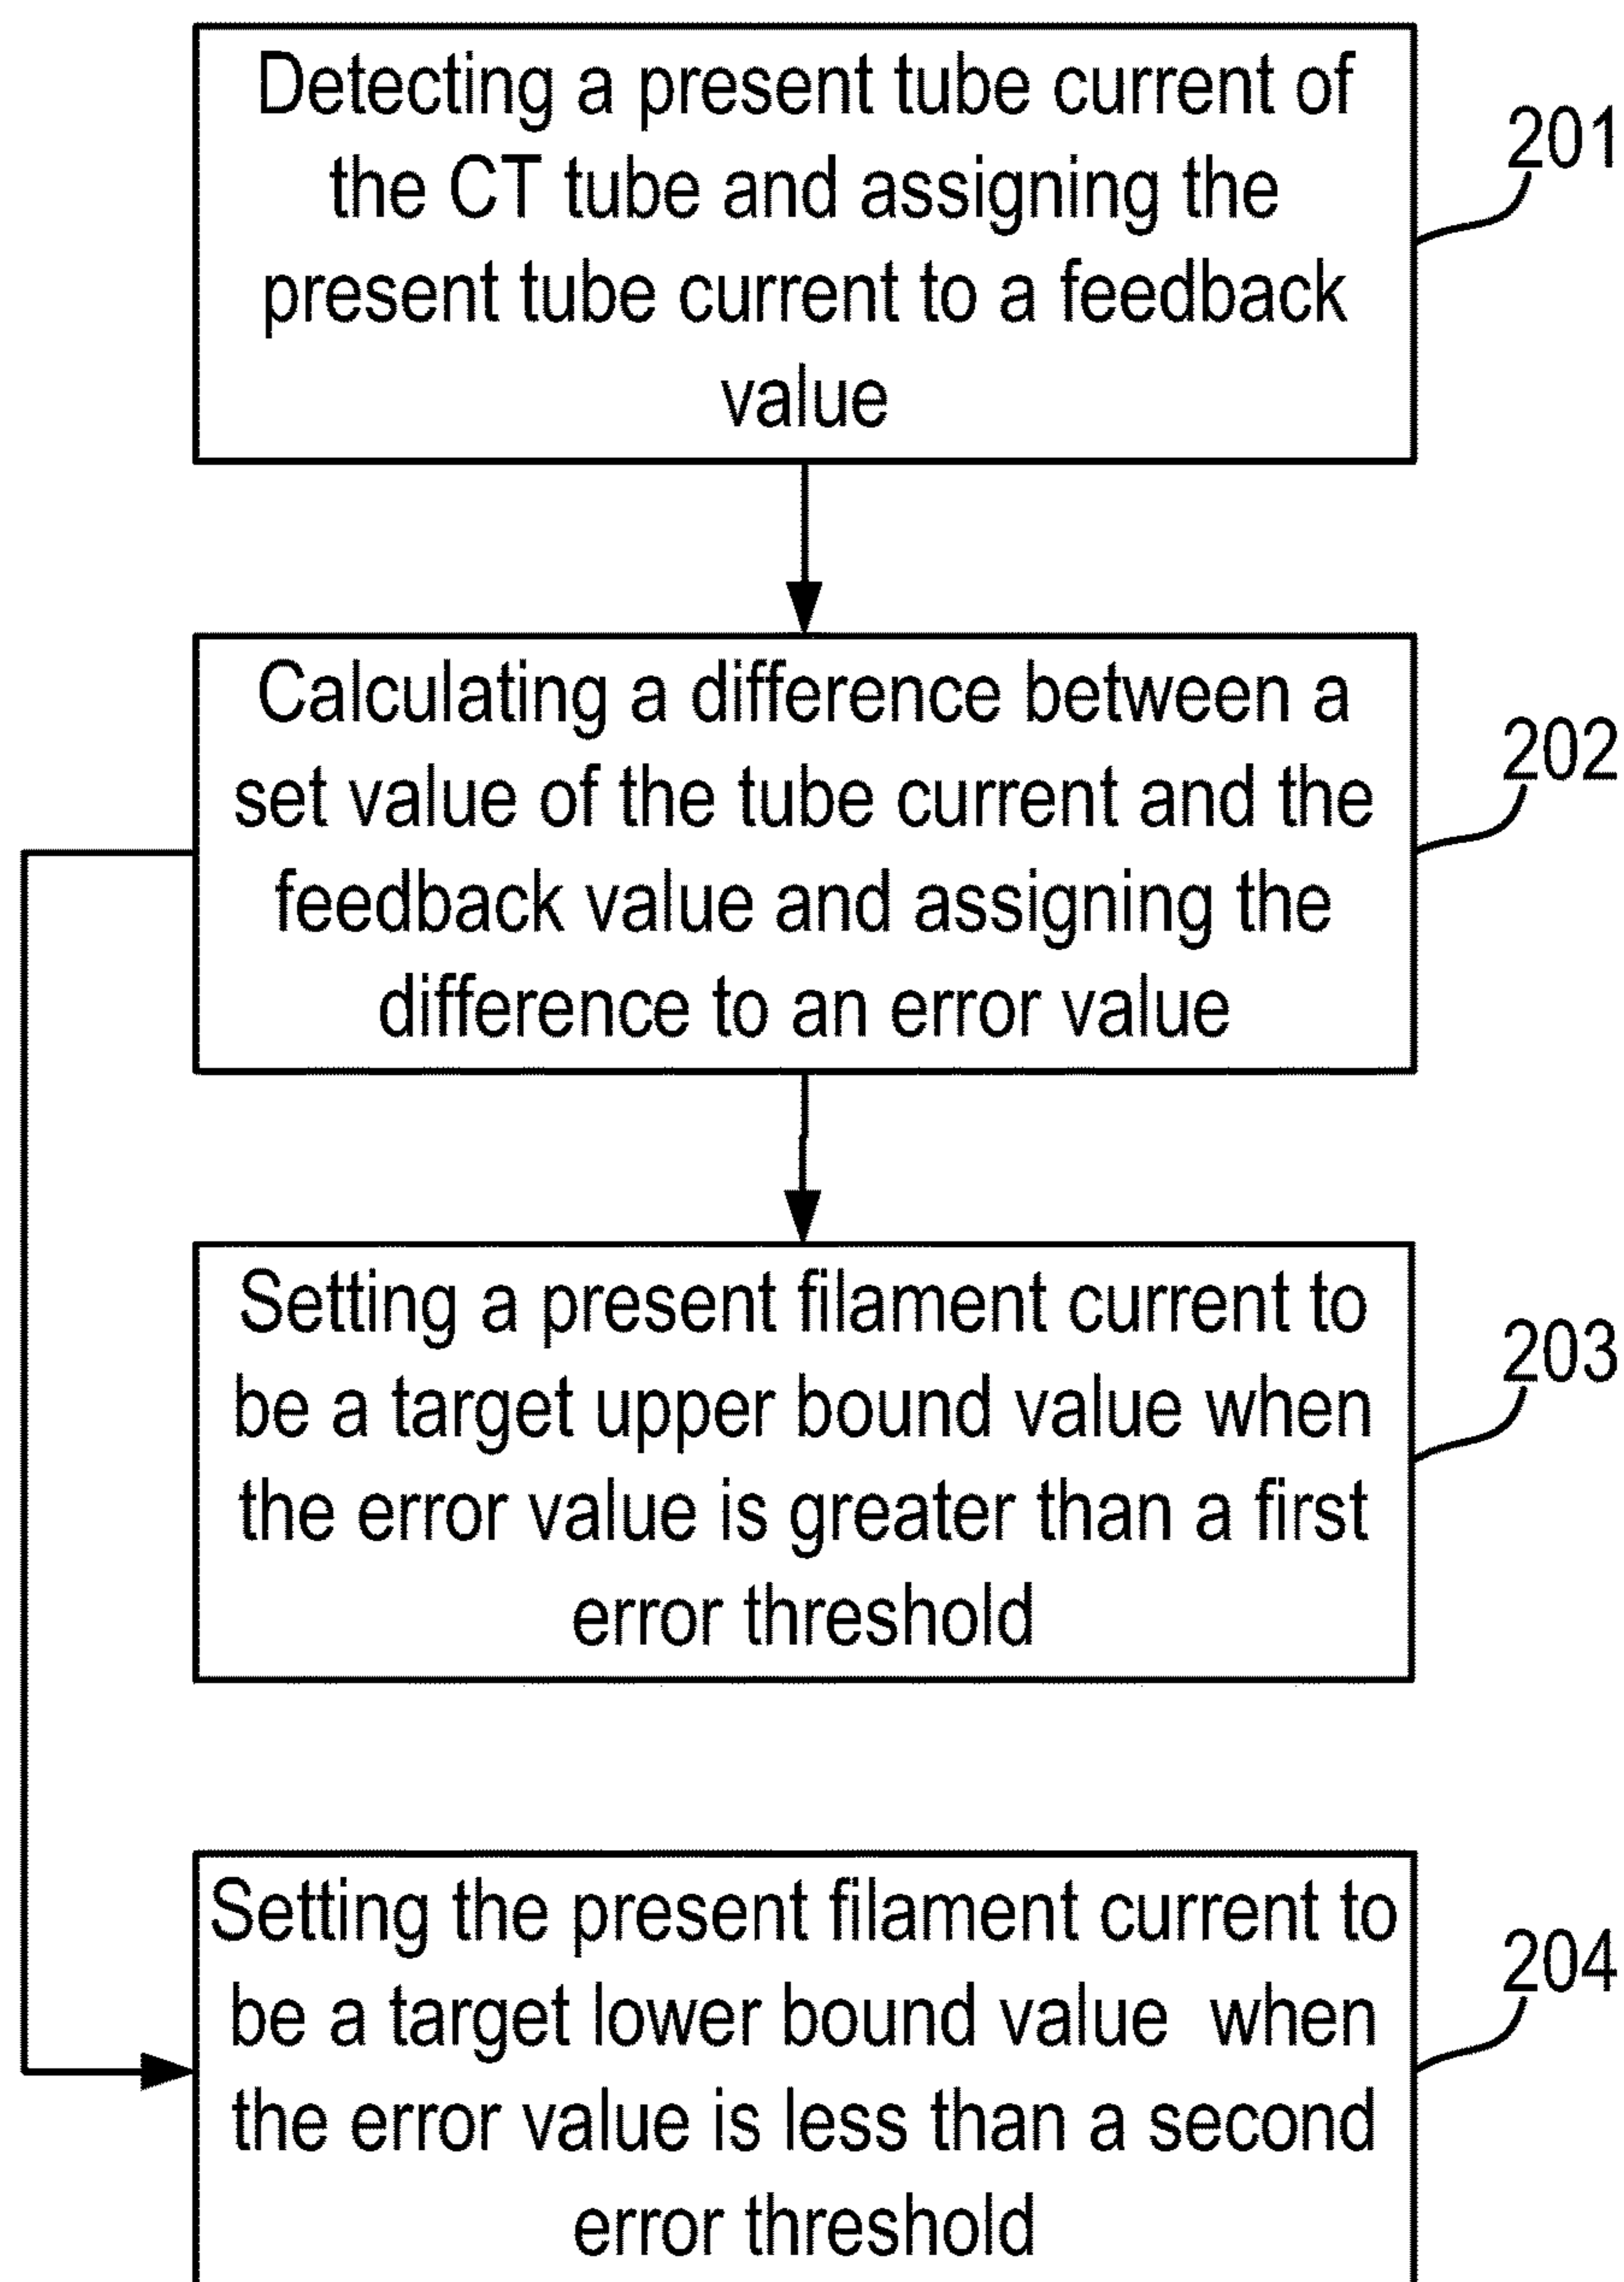 Detecting a present tube current of
the CT tube and assigning the
present tube current to a feedback
value
201
Calculating a difference between a
set value of the tube current and the
feedback value and assigning the
difference to an error value
202
Setting a present filament current to
be a target upper bound value when
the error value is greater than a first
error threshold
203
Setting the present filament current to
be a target lower bound value when
the error value is less than a second
error threshold
204